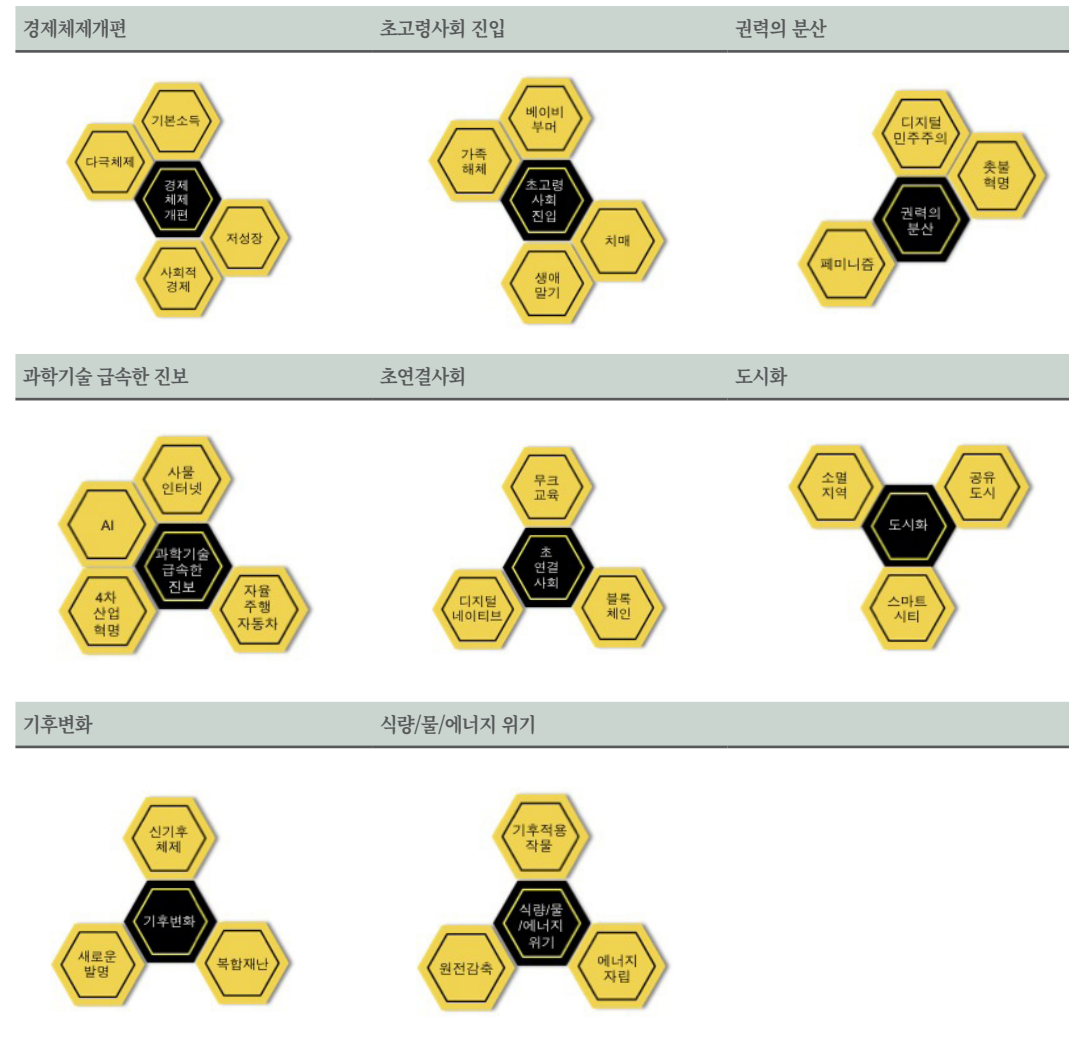 경제체제개편
초고령사회 진입
권력의 분산
기본소득
다극체제
경제
체제
개편
저성장
사회적
경제
베이비
부머
가족
해체
초고령
사회
진입
치매
생애
말기
디지털
민주주의
촛불
혁명
권력의
분산
페미니즘
과학기술 급속한 진보
초연결사회
도시화
사물
인터넷
AI
과학기술
급속한
진보
4차
산업
혁명
자율
주행
자동차
무크
교육
초
연결
사회
디지털
네이티브
블록
체인
소멸
지역
공유
도시
도시화
스마트
시티
기후변화
식량/물/에너지 위기
신기후
체제
기후변화
새로운
발명
복합재난
기후적용
작물
식량/물
/에너지
위기
원전감축
에너지
자립